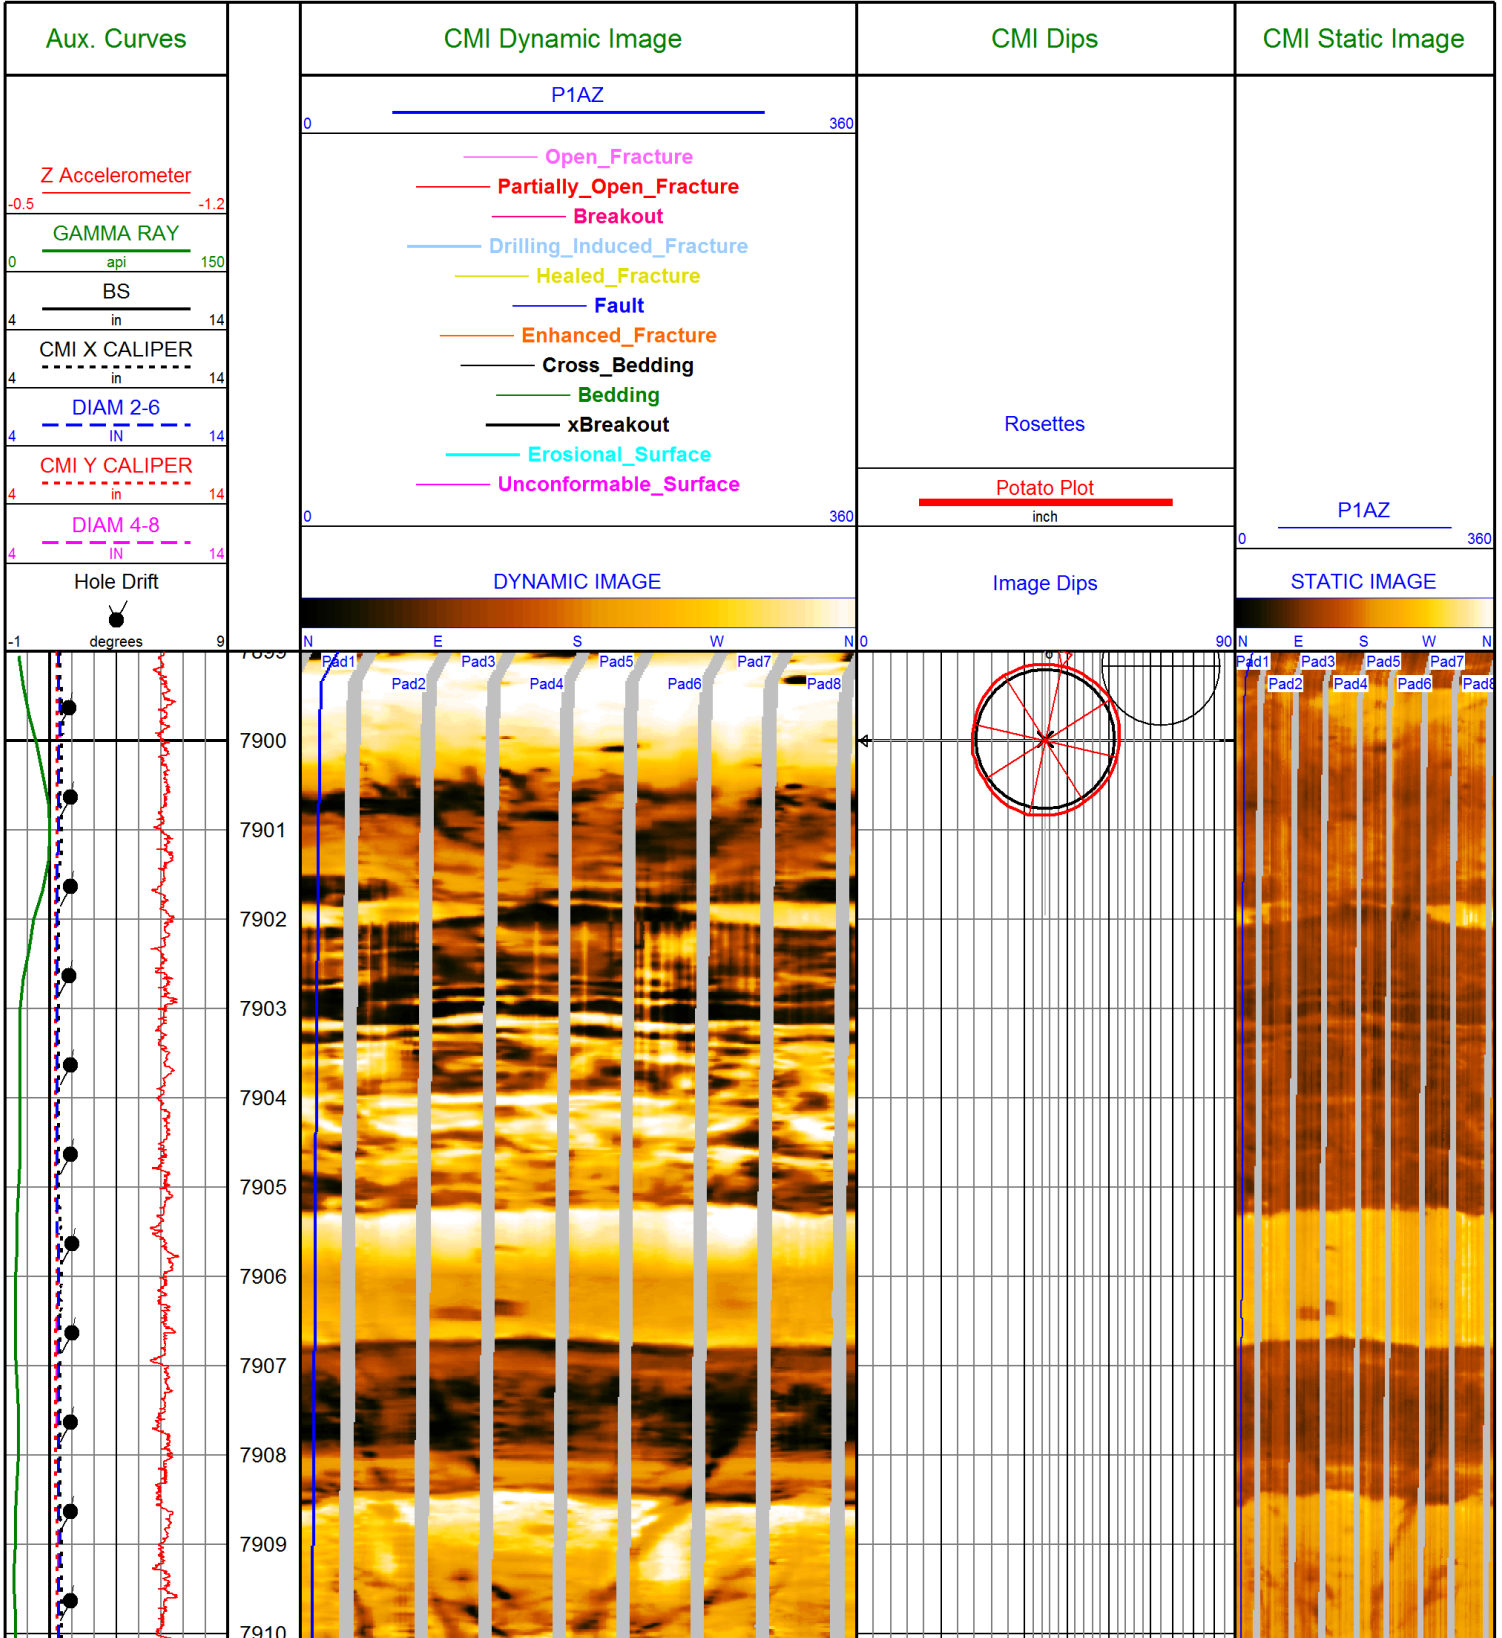 Aux. Curves
CMI Dynamic Image
CMI Dips
CMI Static Image
Z Accelerometer
-0.5 -1.2
GAMMA RAY
0 api 150
BS
4 in 14
CMI X CALIPER
4 in 14
DIAM 2-6
4 IN 14
CMI Y CALIPER
4 in 14
DIAM 4-8
4 IN 14
Hole Drift
-1 degrees 9
P1AZ
0 360
Open_Fracture
Partially_Open_Fracture
Breakout
Drilling_Induced_Fracture
Healed_Fracture
Fault
Enhanced_Fracture
Cross_Bedding
Bedding
xBreakout
Erosional_Surface
Unconformable_Surface
0 360
DYNAMIC IMAGE
N E S W N
Rosettes
Potato Plot
inch
Image Dips
0 90
P1AZ
0 360
STATIC IMAGE
N E S W N
7899
Pad1 Pad3 Pad5 Pad7
Pad2 Pad4 Pad6 Pad8
Pad1 Pad3 Pad5 Pad7
Pad2 Pad4 Pad6 Pad8
7900
7901
7902
7903
7904
7905
7906
7907
7908
7909
7910